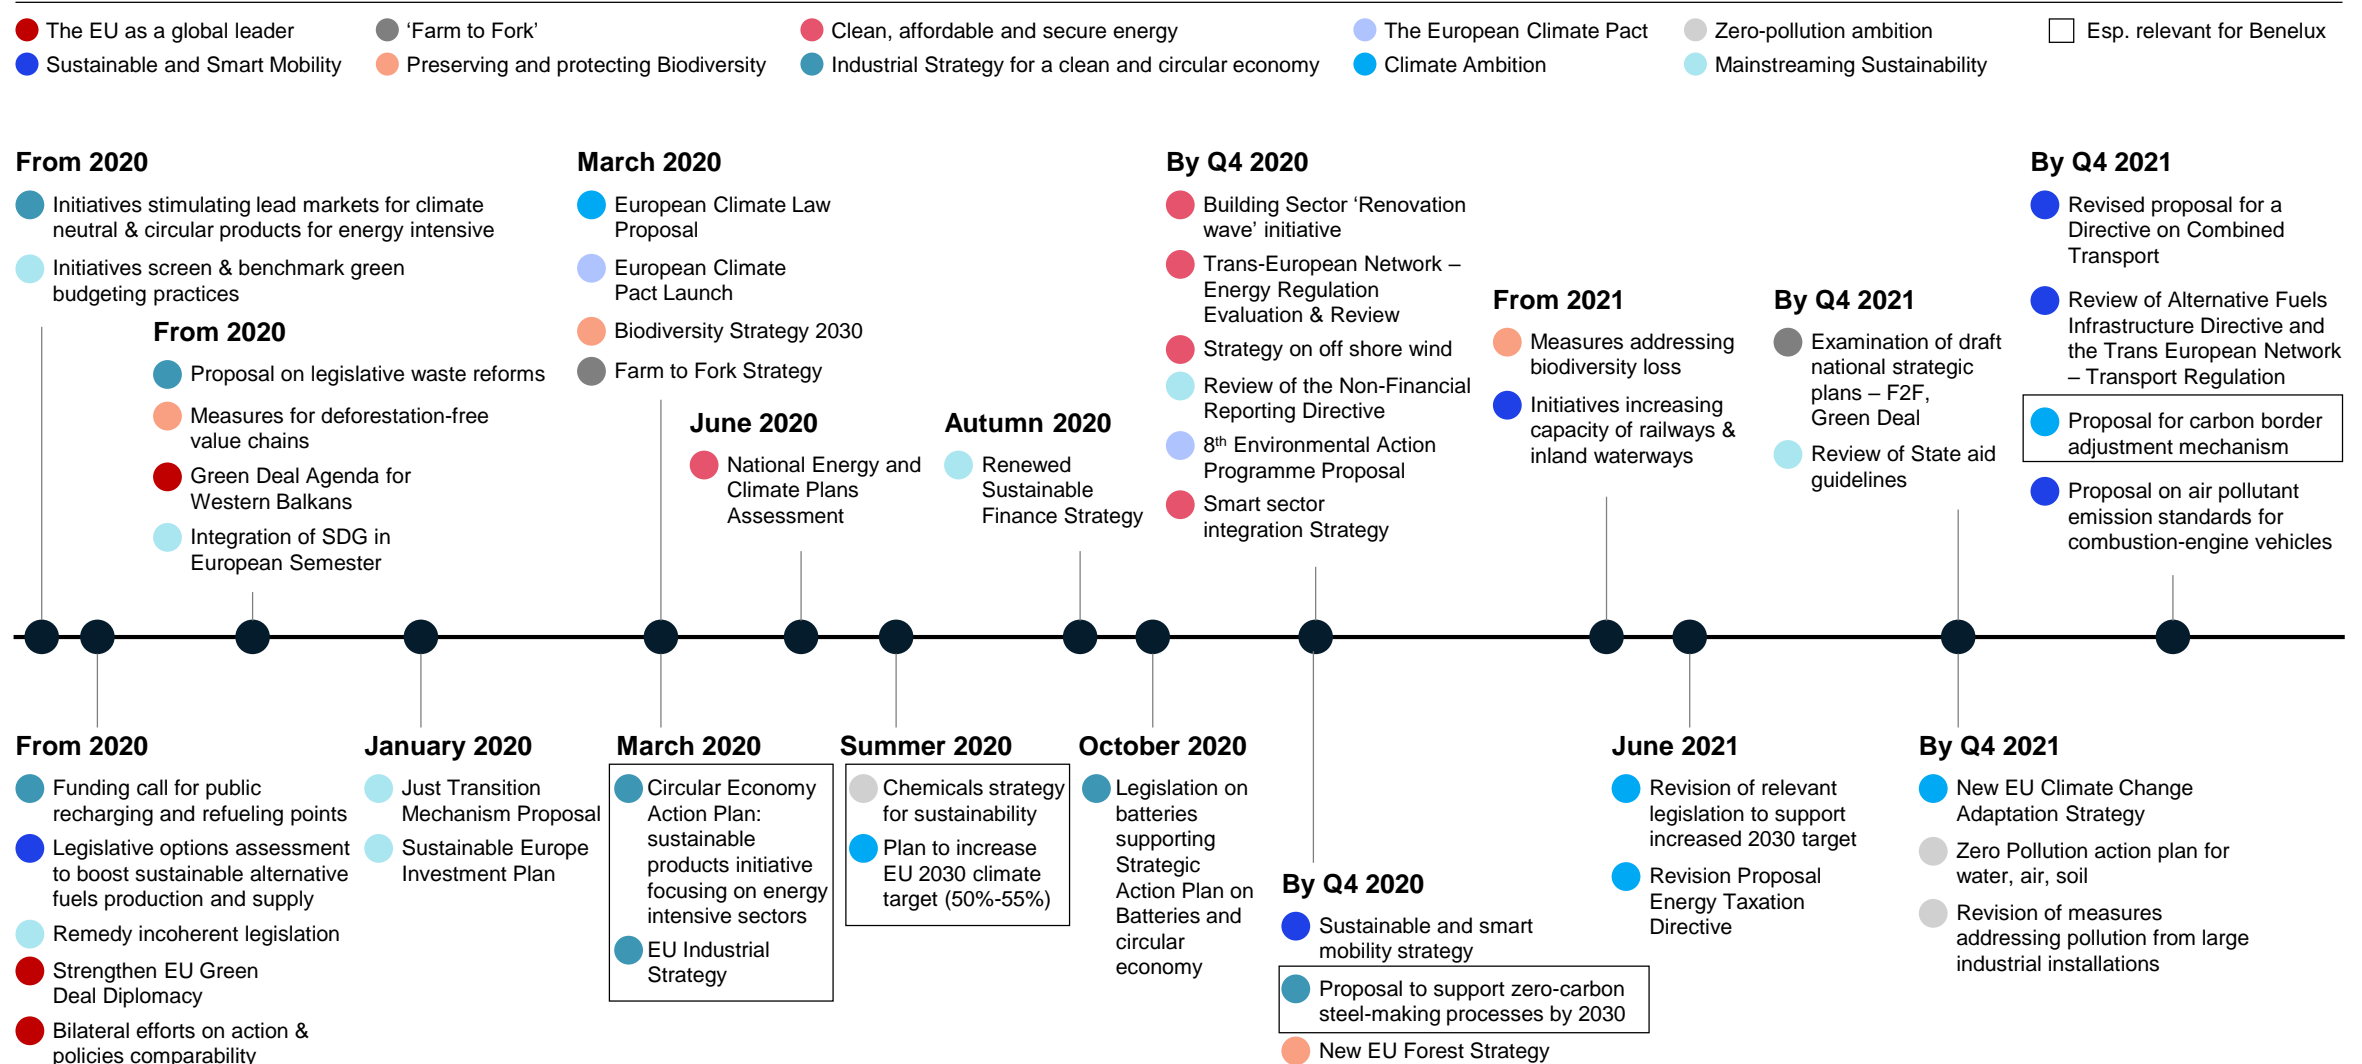 The EU as a global leader
'Farm to Fork'
Clean, affordable and secure energy
The European Climate Pact
Zero-pollution ambition
Esp. relevant for Benelux
Sustainable and Smart Mobility
Preserving and protecting Biodiversity
Industrial Strategy for a clean and circular economy
Climate Ambition
Mainstreaming Sustainability
From 2020
Initiatives stimulating lead markets for climate
neutral & circular products for energy intensive
Initiatives screen & benchmark green
budgeting practices
From 2020
Proposal on legislative waste reforms
Measures for deforestation-free
value chains
Green Deal Agenda for
Western Balkans
Integration of SDG in
European Semester
March 2020
European Climate Law
Proposal
European Climate
Pact Launch
Biodiversity Strategy 2030
Farm to Fork Strategy
June 2020
National Energy and
Climate Plans
Assessment
Autumn 2020
Renewed
Sustainable
Finance Strategy
By Q4 2020
Building Sector 'Renovation
wave' initiative
Trans-European Network –
Energy Regulation
Evaluation & Review
Strategy on off shore wind
Review of the Non-Financial
Reporting Directive
8th Environmental Action
Programme Proposal
Smart sector
integration Strategy
From 2021
Measures addressing
biodiversity loss
Initiatives increasing
capacity of railways &
inland waterways
By Q4 2021
Examination of draft
national strategic
plans – F2F,
Green Deal
Review of State aid
guidelines
By Q4 2021
Revised proposal for a
Directive on Combined
Transport
Review of Alternative Fuels
Infrastructure Directive and
the Trans European Network
– Transport Regulation
Proposal for carbon border
adjustment mechanism
Proposal on air pollutant
emission standards for
combustion-engine vehicles
From 2020
Funding call for public
recharging and refueling points
Legislative options assessment
to boost sustainable alternative
fuels production and supply
Remedy incoherent legislation
Strengthen EU Green
Deal Diplomacy
Bilateral efforts on action &
policies comparability
January 2020
Just Transition
Mechanism Proposal
Sustainable Europe
Investment Plan
March 2020
Circular Economy
Action Plan:
sustainable
products initiative
focusing on energy
intensive sectors
EU Industrial
Strategy
Summer 2020
Chemicals strategy
for sustainability
Plan to increase
EU 2030 climate
target (50%-55%)
October 2020
Legislation on
batteries
supporting
Strategic
Action Plan on
Batteries and
circular
economy
By Q4 2020
Sustainable and smart
mobility strategy
Proposal to support zero-carbon
steel-making processes by 2030
New EU Forest Strategy
June 2021
Revision of relevant
legislation to support
increased 2030 target
Revision Proposal
Energy Taxation
Directive
By Q4 2021
New EU Climate Change
Adaptation Strategy
Zero Pollution action plan for
water, air, soil
Revision of measures
addressing pollution from large
industrial installations